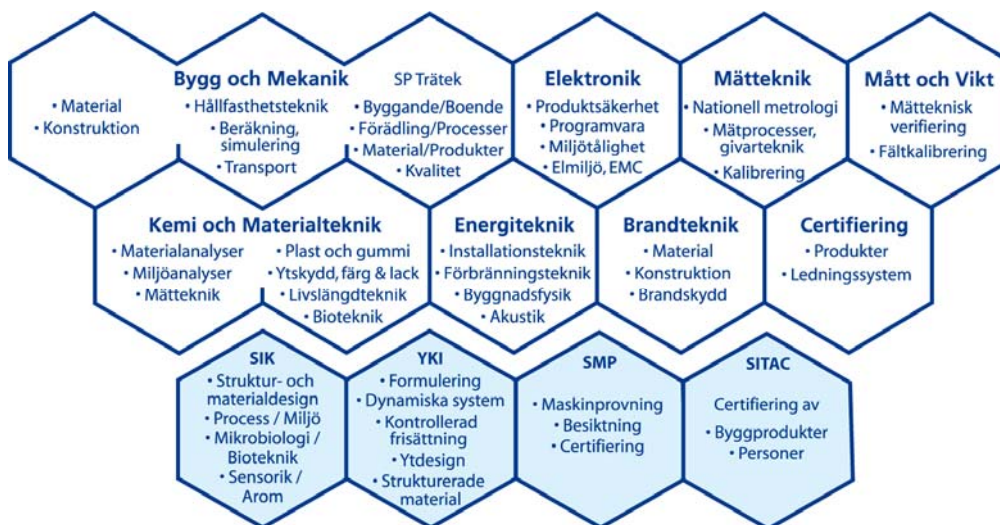 Bygg och Mekanik
• Material
• Konstruktion
• Hållfasthetsteknik
• Beräkning,
simulering
• Transport
SP Trätek
• Byggande/Boende
• Förädling/Processer
• Material/Produkter
• Kvalitet
Elektronik
• Produktsäkerhet
• Programvara
• Miljötålighet
• Elmiljö, EMC
Mätteknik
• Nationell metrologi
• Mätprocesser,
givarteknik
• Kalibrering
Mått och Vikt
• Mätteknisk
verifiering
• Fältkalibrering
Kemi och Materialteknik
• Materialanalyser
• Miljöanalyser
• Mätteknik
• Plast och gummi
• Ytskydd, färg & lack
• Livslängdteknik
• Bioteknik
Energiteknik
• Installationsteknik
• Förbränningsteknik
• Byggnadsfysik
• Akustik
Brandteknik
• Material
• Konstruktion
• Brandskydd
Certifiering
• Produkter
• Ledningssystem
SIK
• Struktur- och
materialdesign
• Process / Miljö
• Mikrobiologi /
Bioteknik
• Sensorik /
Arom
YKI
• Formulering
• Dynamiska system
• Kontrollerad
frisättning
• Ytdesign
• Strukturerade
material
SMP
• Maskinprovning
• Besiktning
• Certifiering
SITAC
Certifiering av
• Byggprodukter
• Personer